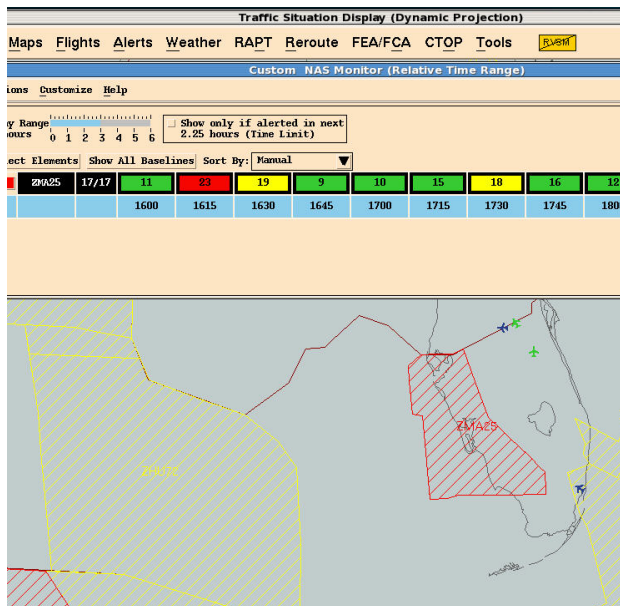 Traffic Situation Display (Dynamic Projection)
Maps Flights Alerts Weather RAPT Reroute FEA/FCA CTOP Tools RVSM
Custom NAS Monitor (Relative Time Range)
ions Customize Help
y Range
ours 0 1 2 3 4 5 6
Show only if alerted in next
2.25 hours (Time Limit)
lect Elements Show All Baselines Sort By: Manual
ZMA25 17/17 11 23 19 9 10 15 18 16 12
1600 1615 1630 1645 1700 1715 1730 1745 180
ZMA25